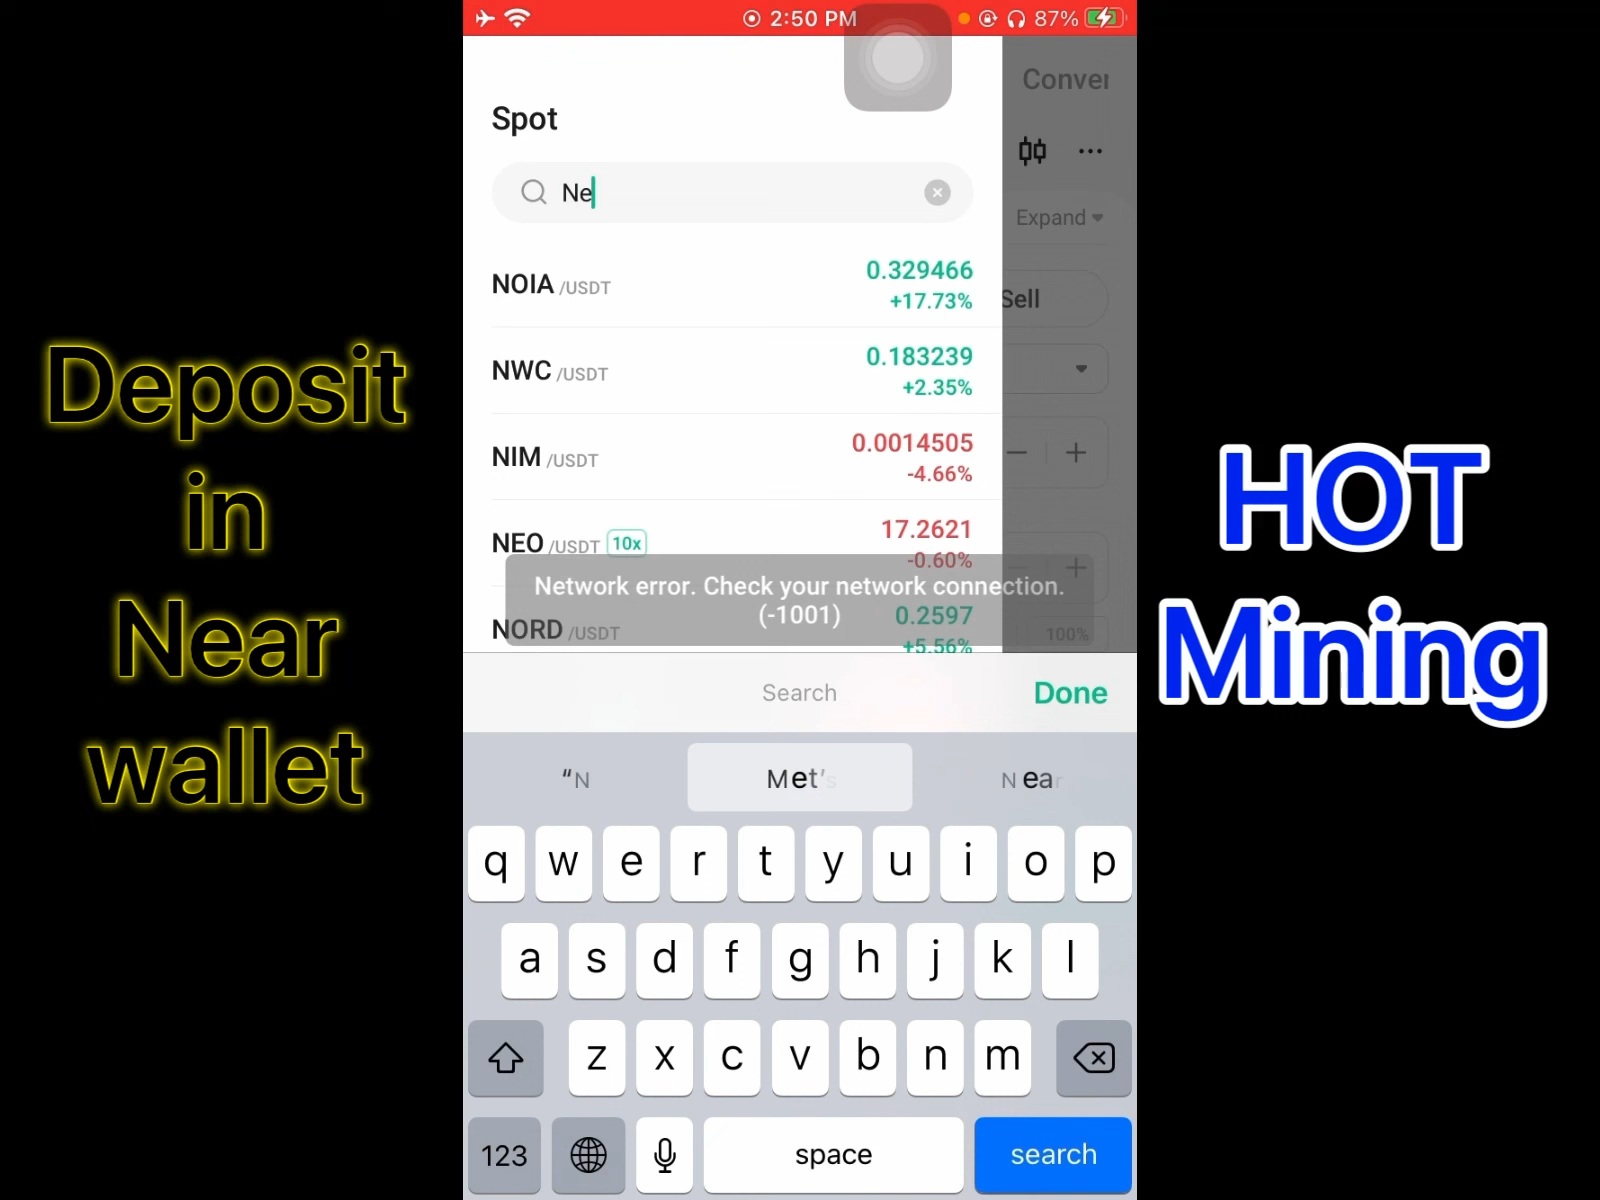 Deposit
in
Near
wallet
2:50 PM
87%
Spot
Ne
NOIA /USDT
0.329466
+17.73%
NWC /USDT
0.183239
+2.35%
NIM /USDT
0.0014505
-4.66%
NEO /USDT 10x
17.2621
-0.60%
Network error. Check your network connection.
(-1001)
NORD /USDT
0.2597
+5.56%
Conver
Expand
Sell
100%
Search
Done
"N
Met's
Near
q w e r t y u i o p
a s d f g h j k l
z x c v b n m
123
space
search
HOT
Mining